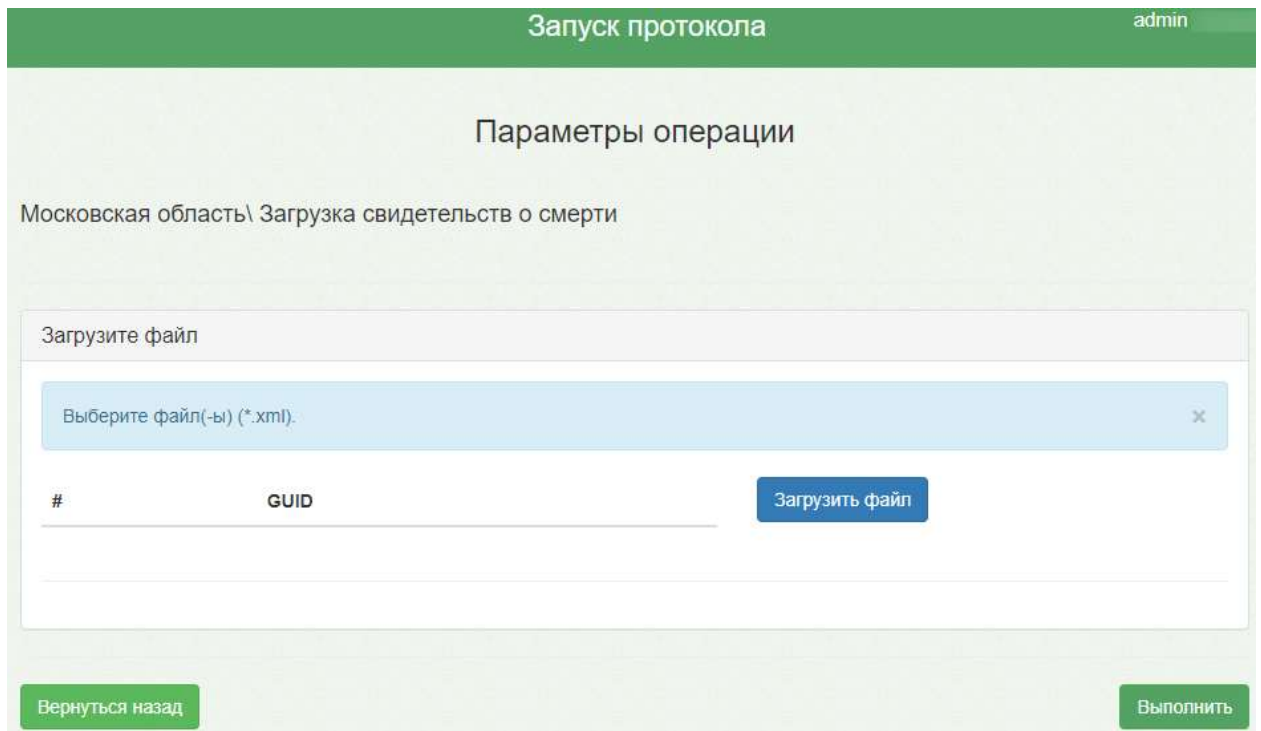 Запуск протокола
admin
Параметры операции
Московская область\ Загрузка свидетельств о смерти
Загрузите файл
Выберите файл(-ы) (*.xml).
×
# GUID
Загрузить файл
Вернуться назад
Выполнить